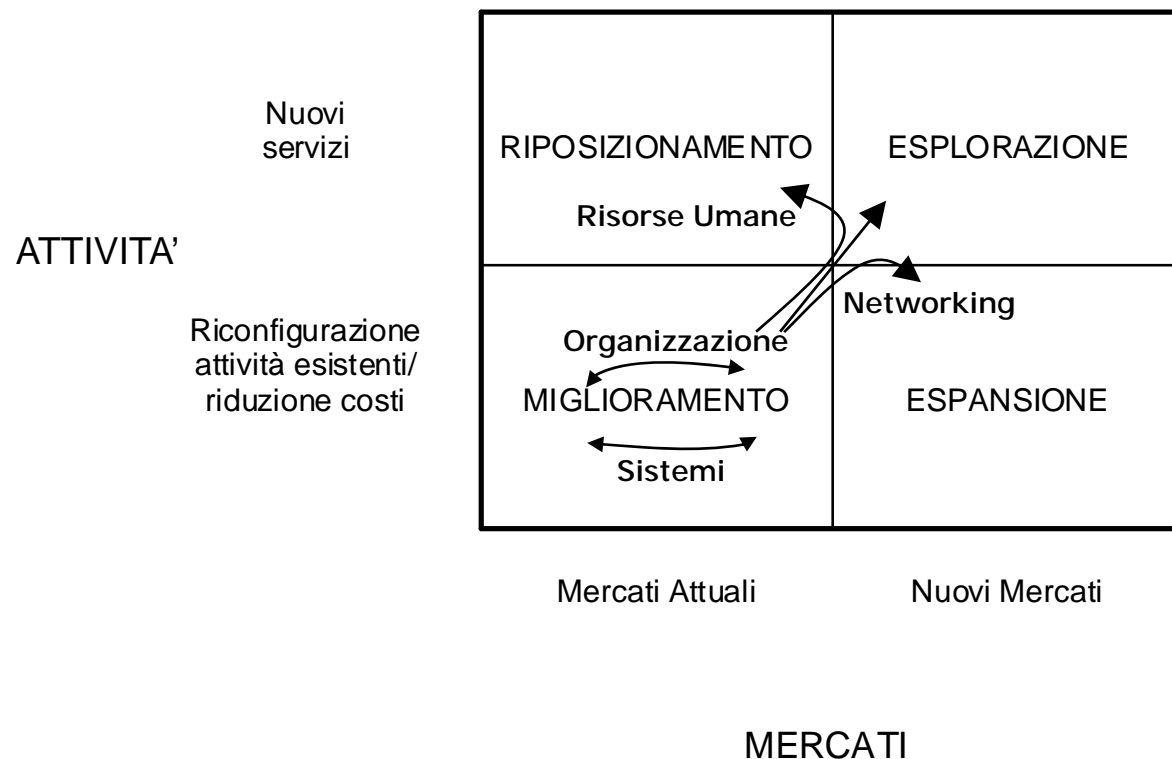 Nuovi
servizi
RIPOSIZIONAMENTO
ESPLORAZIONE
Risorse Umane
ATTIVITA’
Networking
Riconfigurazione
attività esistenti/
riduzione costi
Organizzazione
MIGLIORAMENTO
ESPANSIONE
Sistemi
Mercati Attuali
Nuovi Mercati
MERCATI